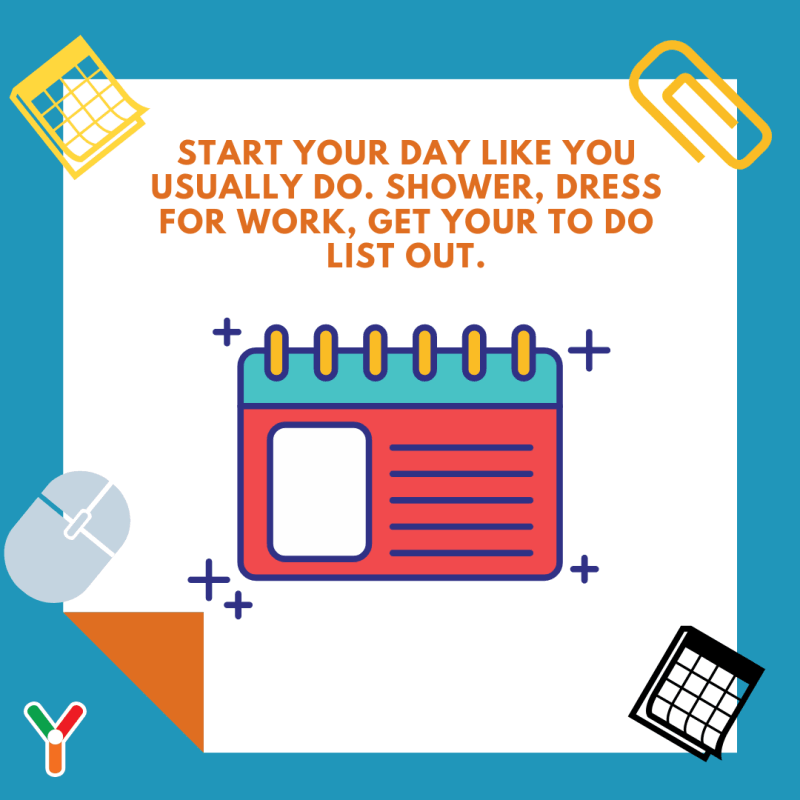 START YOUR DAY LIKE YOU
USUALLY DO. SHOWER, DRESS
FOR WORK, GET YOUR TO DO
LIST OUT.